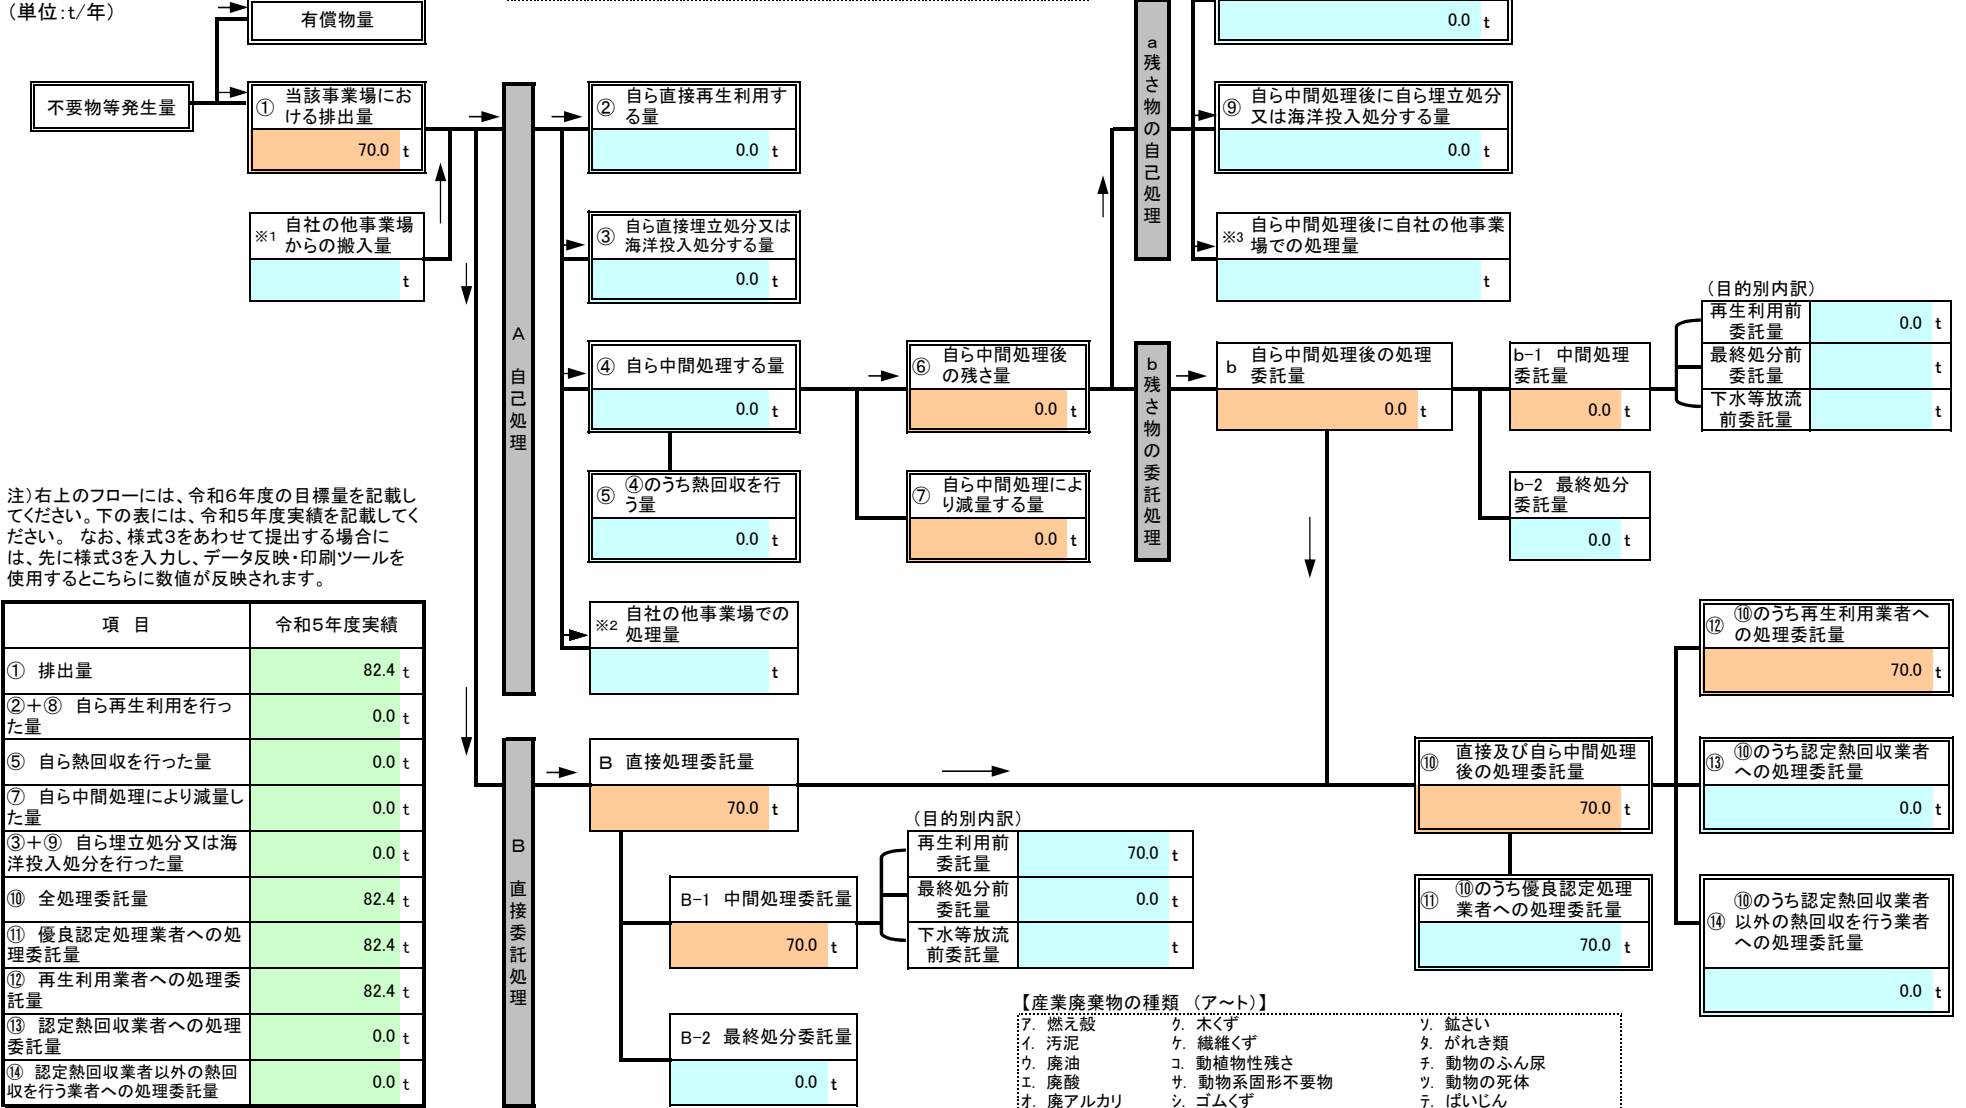 （単位：t/年）
有償物量
不要物等発生量
① 当該事業場にお
ける排出量
70.0 t
※1 自社の他事業場
からの搬入量
t
A 自己処理
② 自ら直接再生利用す
る量
0.0 t
③ 自ら直接埋立処分又は
海洋投入処分する量
0.0 t
④ 自ら中間処理する量
0.0 t
⑤ ④のうち熱回収を行
う量
0.0 t
※2 自社の他事業場での
処理量
t
⑥ 自ら中間処理後
の残さ量
0.0 t
⑦ 自ら中間処理によ
り減量する量
0.0 t
a残さ物の自己処理
0.0 t
⑨ 自ら中間処理後に自ら埋立処分
又は海洋投入処分する量
0.0 t
※3 自ら中間処理後に自社の他事業
場での処理量
t
b残さ物の委託処理
b 自ら中間処理後の処理
委託量
0.0 t
b-1 中間処理
委託量
0.0 t
b-2 最終処分
委託量
0.0 t
（目的別内訳）
再生利用前
委託量
0.0 t
最終処分前
委託量
t
下水等放流
前委託量
t
注）右上のフローには、令和６年度の目標量を記載し
てください。下の表には、令和５年度実績を記載してく
ださい。 なお、様式３をあわせて提出する場合に
は、先に様式３を入力し、データ反映・印刷ツールを
使用するとこちらに数値が反映されます。
項 目 令和５年度実績
① 排出量 82.4 t
②＋⑧ 自ら再生利用を行っ
た量 0.0 t
⑤ 自ら熱回収を行った量 0.0 t
⑦ 自ら中間処理により減量し
た量 0.0 t
③＋⑨ 自ら埋立処分又は海
洋投入処分を行った量 0.0 t
⑩ 全処理委託量 82.4 t
⑪ 優良認定処理業者への処
理委託量 82.4 t
⑫ 再生利用業者への処理委
託量 82.4 t
⑬ 認定熱回収業者への処理
委託量 0.0 t
⑭ 認定熱回収業者以外の熱回
収を行う業者への処理委託量 0.0 t
B 直接委託処理
B 直接処理委託量
70.0 t
B-1 中間処理委託量
70.0 t
B-2 最終処分委託量
0.0 t
（目的別内訳）
再生利用前
委託量
70.0 t
最終処分前
委託量
0.0 t
下水等放流
前委託量
t
⑩ 直接及び自ら中間処理
後の処理委託量
70.0 t
⑪ ⑩のうち優良認定処理
業者への処理委託量
70.0 t
⑫ ⑩のうち再生利用業者へ
の処理委託量
70.0 t
⑬ ⑩のうち認定熱回収業者
への処理委託量
0.0 t
⑭ ⑩のうち認定熱回収業者
以外の熱回収を行う業者
への処理委託量
0.0 t
【産業廃棄物の種類 （ア～ト）】
ア. 燃え殻 ク. 木くず ソ. 鉱さい
イ. 汚泥 ケ. 繊維くず タ. がれき類
ウ. 廃油 コ. 動植物性残さ チ. 動物のふん尿
エ. 廃酸 サ. 動物系固形不要物 ツ. 動物の死体
オ. 廃アルカリ シ. ゴムくず テ. ばいじん